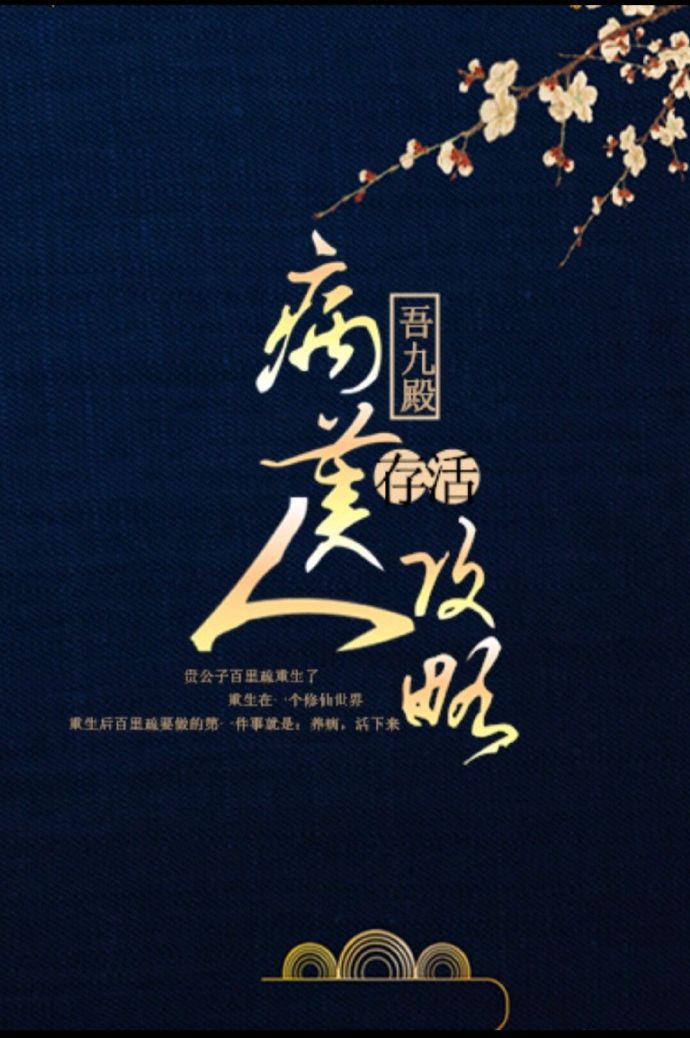 病美人
存活
攻略
吾九殿
贵公子百里疏重生了
重生在一个修仙世界
重生后百里疏要做的第一件事就是：养病，活下来